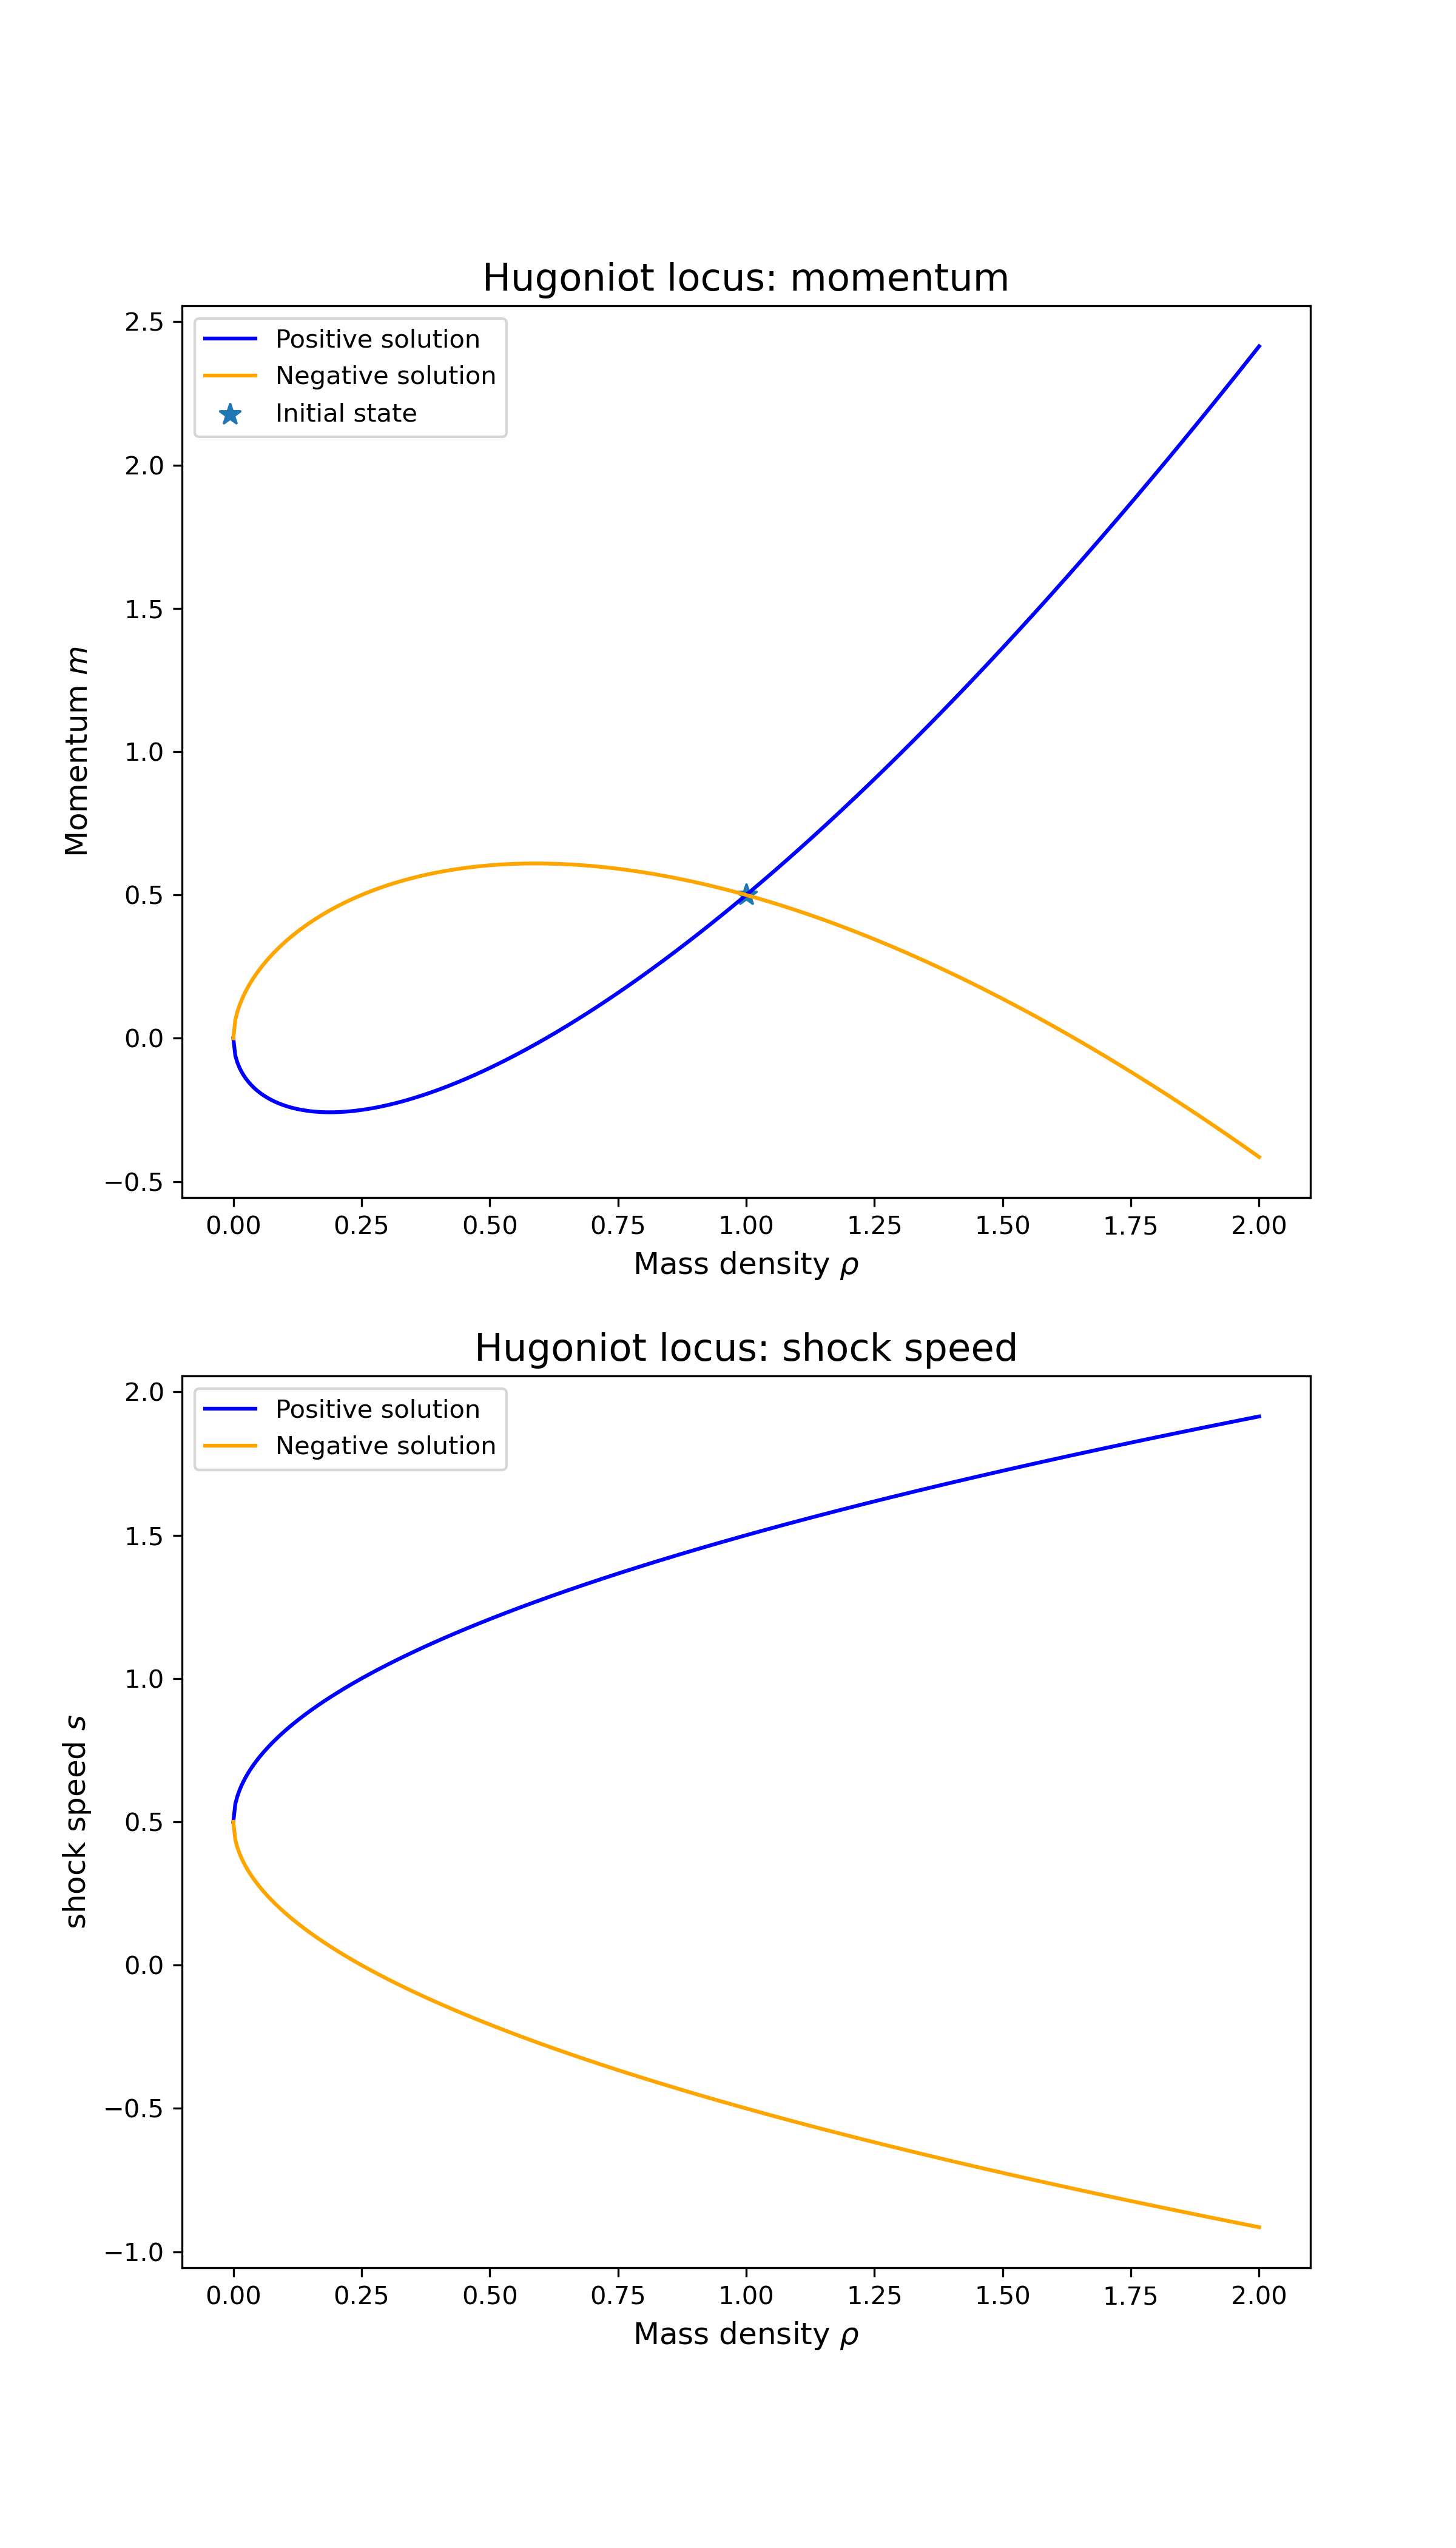 Hugoniot locus: momentum
Positive solution
Negative solution
Initial state
Momentum m
2.5
2.0
1.5
1.0
0.5
0.0
−0.5
0.00 0.25 0.50 0.75 1.00 1.25 1.50 1.75 2.00
Mass density ρ
Hugoniot locus: shock speed
Positive solution
Negative solution
shock speed s
2.0
1.5
1.0
0.5
0.0
−0.5
−1.0
0.00 0.25 0.50 0.75 1.00 1.25 1.50 1.75 2.00
Mass density ρ